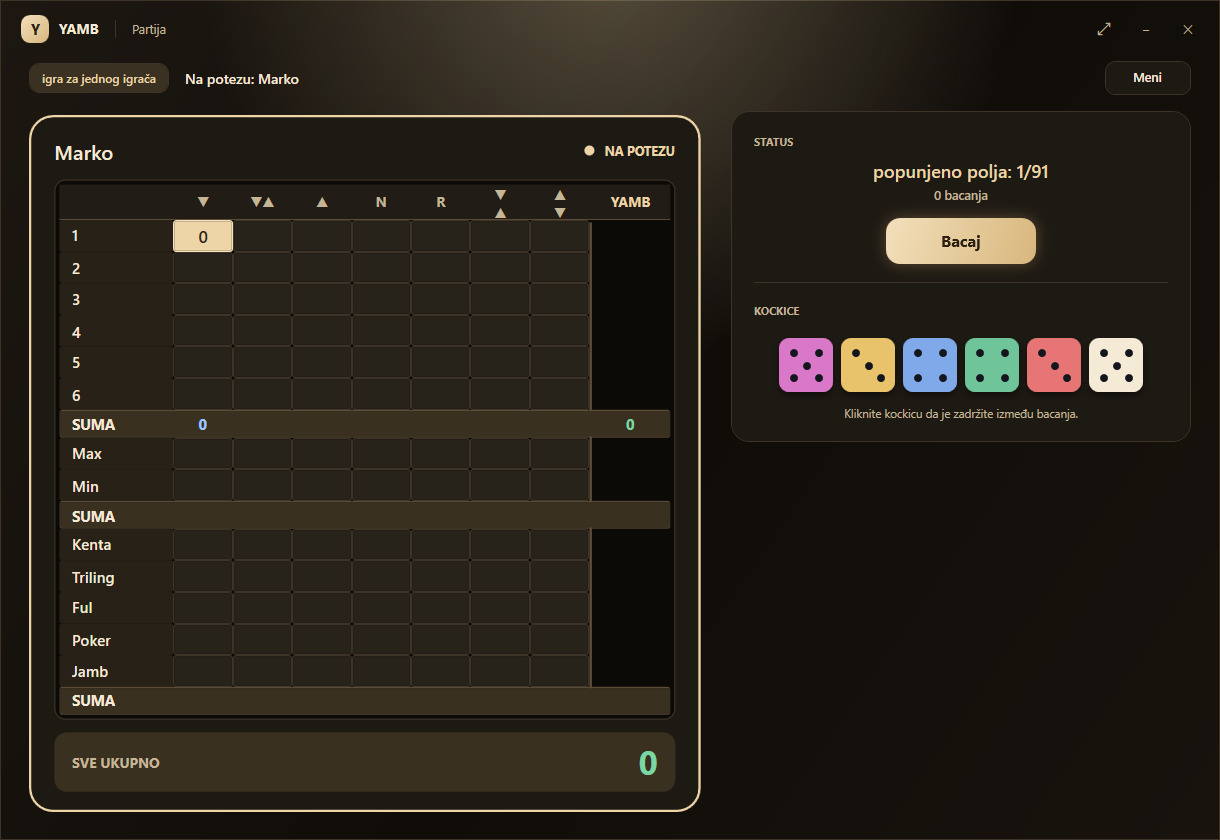 Y YAMB Partija
igra za jednog igrača Na potezu: Marko Meni
Marko NA POTEZU
▼ ▼▲ ▲ N R ▼▲ ▲▼ YAMB
1 0
2
3
4
5
6
SUMA 0 0
Max
Min
SUMA
Kenta
Triling
Ful
Poker
Jamb
SUMA
SVE UKUPNO 0
STATUS
popunjeno polja: 1/91
0 bacanja
Bacaj
KOCKICE
Kliknite kockicu da je zadržite između bacanja.